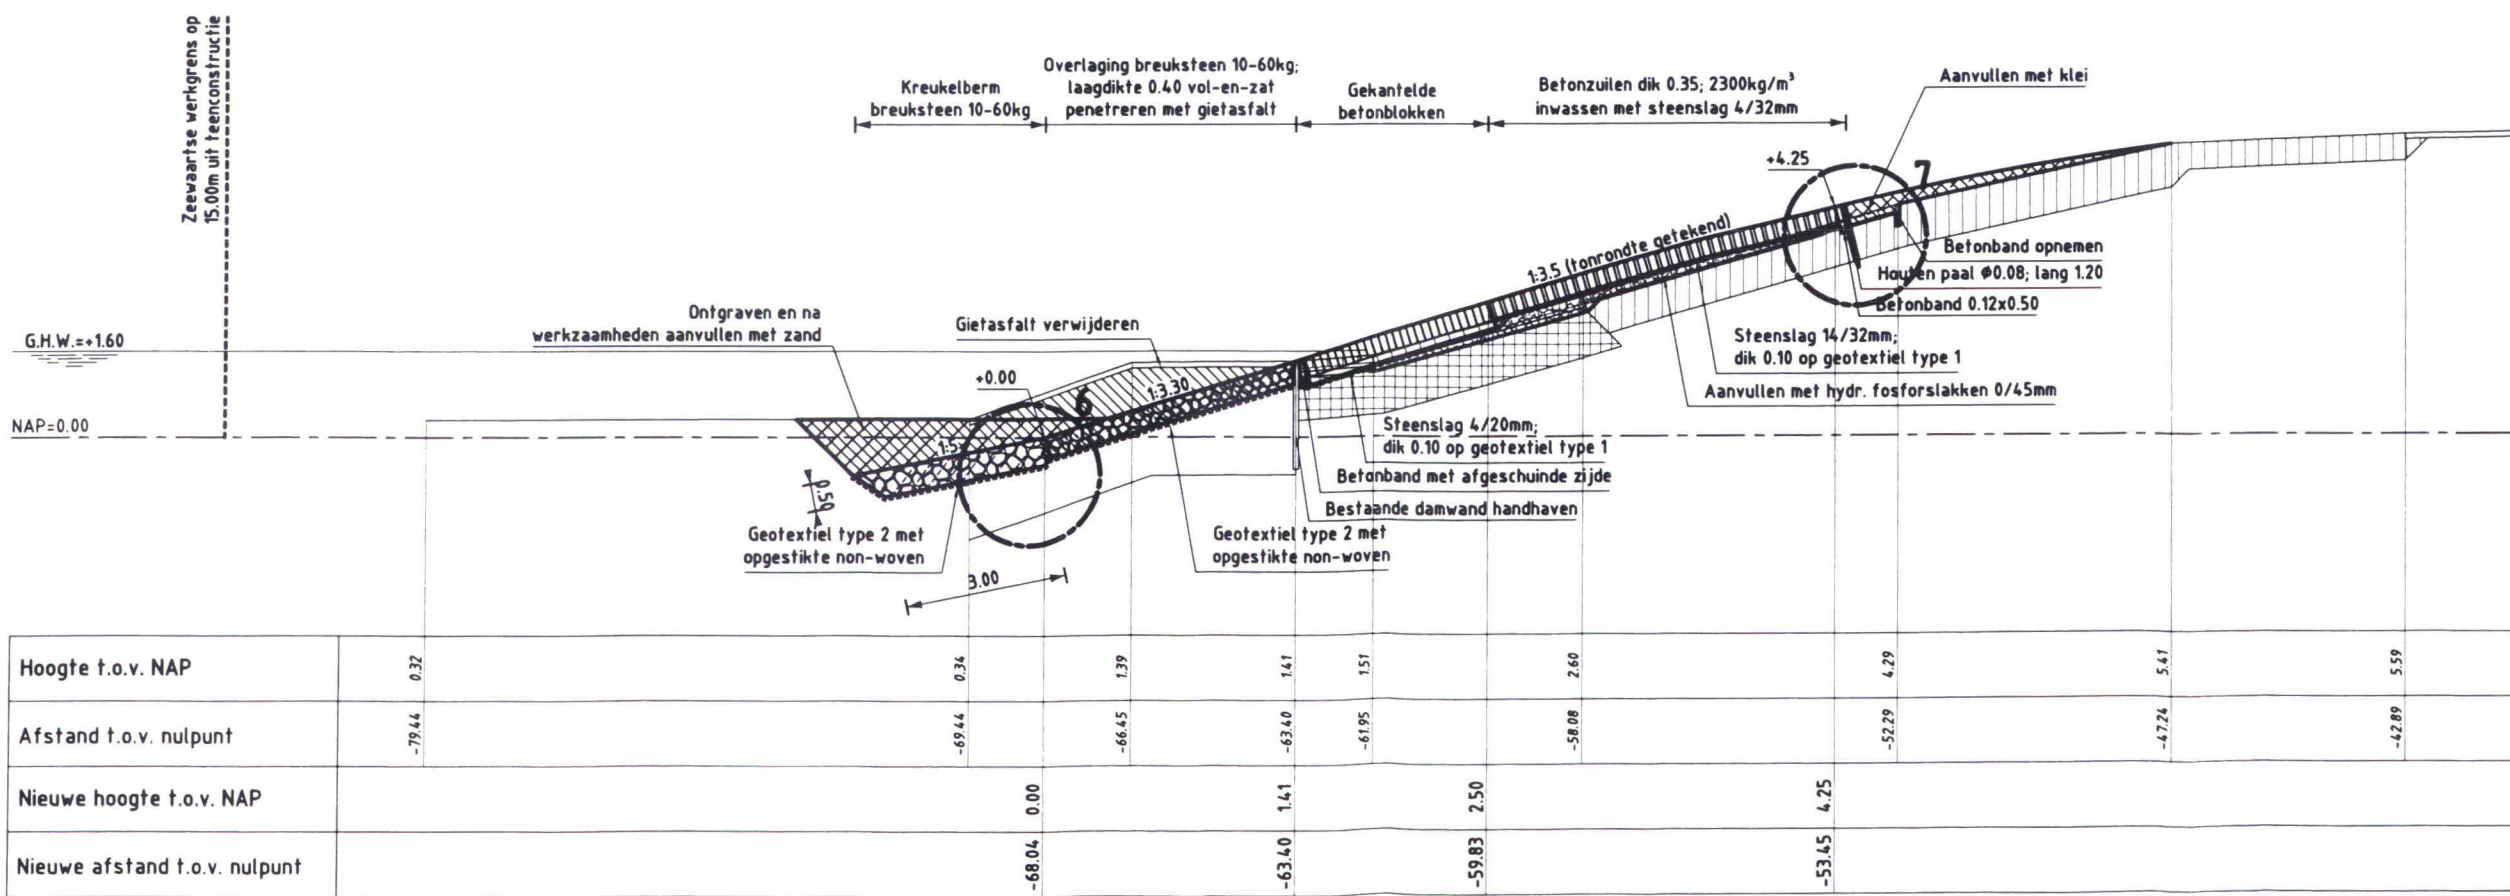 Zeewaartse werkgrens op
15.00m uit teenconstructie
Kreukelberm
breuksteen 10-60kg
Overlaging breuksteen 10-60kg;
laagdikte 0.40 vol-en-zat
penetreren met gietasfalt
Gekantelde
betonblokken
Betonzuilen dik 0.35; 2300kg/m³
inwassen met steenslag 4/32mm
Aanvullen met klei
+4.25
7
1:3.5 (tonrondte getekend)
Betonband opnemen
Houten paal Ø0.08; lang 1.20
Betonband 0.12x0.50
Ontgraven en na
werkzaamheden aanvullen met zand
Gietasfalt verwijderen
G.H.W.=+1.60
Steenslag 14/32mm;
dik 0.10 op geotextiel type 1
+0.00
6
1:3.30
Aanvullen met hydr. fosforslakken 0/45mm
NAP=0.00
1:5
Steenslag 4/20mm;
dik 0.10 op geotextiel type 1
Betonband met afgeschuinde zijde
0.50
Bestaande damwand handhaven
Geotextiel type 2 met
opgestikte non-woven
Geotextiel type 2 met
opgestikte non-woven
3.00
Hoogte t.o.v. NAP 0.32 0.34 1.39 1.41 1.51 2.60 4.29 5.41 5.59
Afstand t.o.v. nulpunt -79.44 -69.44 -66.45 -63.40 -61.95 -58.08 -52.29 -47.24 -42.89
Nieuwe hoogte t.o.v. NAP 0.00 1.41 2.50 4.25
Nieuwe afstand t.o.v. nulpunt -68.04 -63.40 -59.83 -53.45